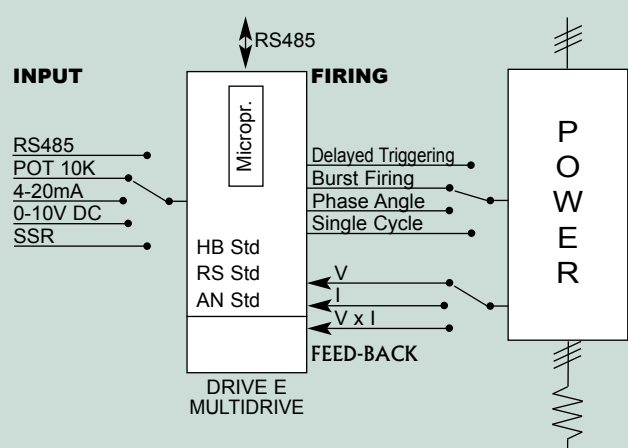 RS485
INPUT
FIRING
Micropr.
RS485
POT 10K
4-20mA
0-10V DC
SSR
Delayed Triggering
Burst Firing
Phase Angle
Single Cycle
HB Std
RS Std
AN Std
V
I
V x I
FEED-BACK
DRIVE E
MULTIDRIVE
POWER